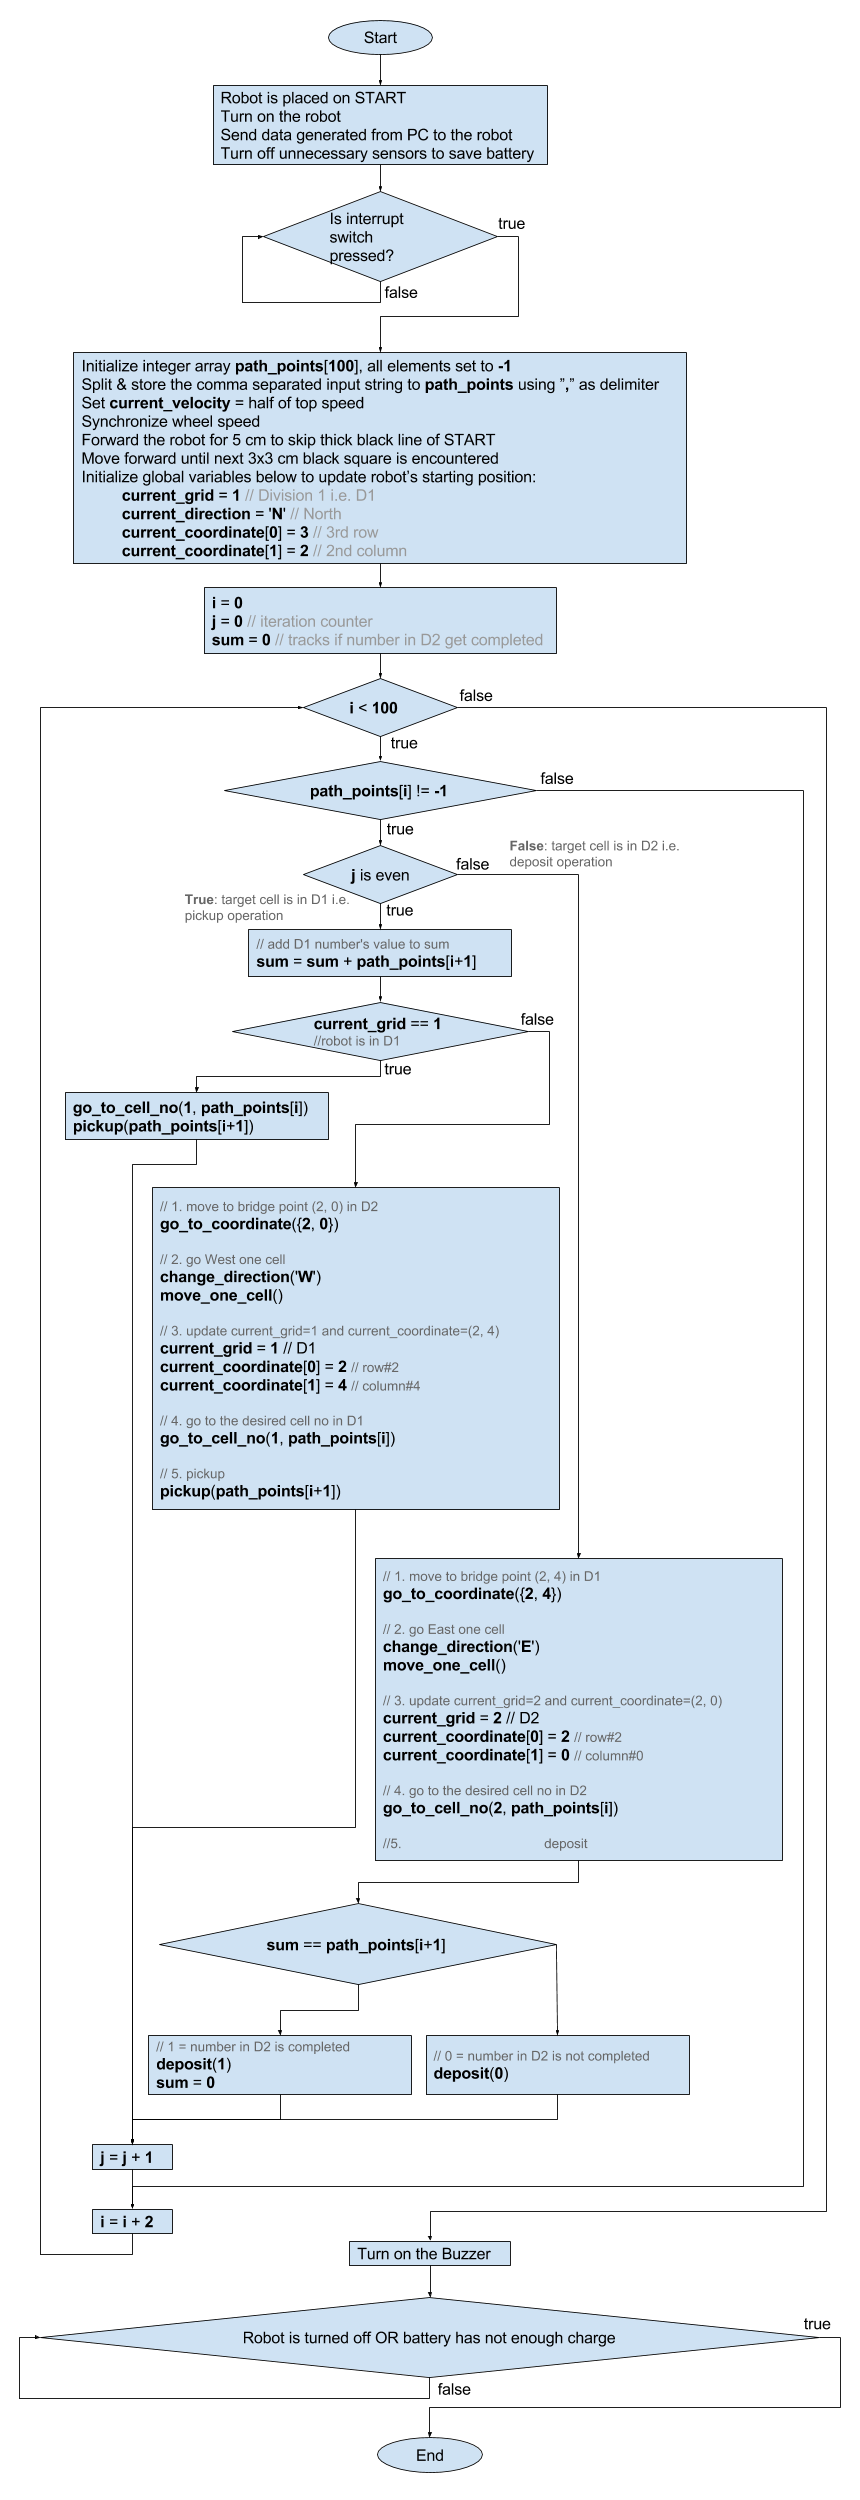 Start
Robot is placed on START
Turn on the robot
Send data generated from PC to the robot
Turn off unnecessary sensors to save battery
Is interrupt
switch
pressed?
true
false
Initialize integer array path_points[100], all elements set to -1
Split & store the comma separated input string to path_points using ”,” as delimiter
Set current_velocity = half of top speed
Synchronize wheel speed
Forward the robot for 5 cm to skip thick black line of START
Move forward until next 3x3 cm black square is encountered
Initialize global variables below to update robot's starting position:
current_grid = 1 // Division 1 i.e. D1
current_direction = 'N' // North
current_coordinate[0] = 3 // 3rd row
current_coordinate[1] = 2 // 2nd column
i = 0
j = 0 // iteration counter
sum = 0 // tracks if number in D2 get completed
i < 100
false
true
path_points[i] != -1
false
true
j is even
false
False: target cell is in D2 i.e.
deposit operation
True: target cell is in D1 i.e.
pickup operation
true
// add D1 number's value to sum
sum = sum + path_points[i+1]
current_grid == 1
//robot is in D1
false
true
go_to_cell_no(1, path_points[i])
pickup(path_points[i+1])
// 1. move to bridge point (2, 0) in D2
go_to_coordinate({2, 0})
// 2. go West one cell
change_direction('W')
move_one_cell()
// 3. update current_grid=1 and current_coordinate=(2, 4)
current_grid = 1 // D1
current_coordinate[0] = 2 // row#2
current_coordinate[1] = 4 // column#4
// 4. go to the desired cell no in D1
go_to_cell_no(1, path_points[i])
// 5. pickup
pickup(path_points[i+1])
// 1. move to bridge point (2, 4) in D1
go_to_coordinate({2, 4})
// 2. go East one cell
change_direction('E')
move_one_cell()
// 3. update current_grid=2 and current_coordinate=(2, 0)
current_grid = 2 // D2
current_coordinate[0] = 2 // row#2
current_coordinate[1] = 0 // column#0
// 4. go to the desired cell no in D2
go_to_cell_no(2, path_points[i])
//5. deposit
sum == path_points[i+1]
// 1 = number in D2 is completed
deposit(1)
sum = 0
// 0 = number in D2 is not completed
deposit(0)
j = j + 1
i = i + 2
Turn on the Buzzer
Robot is turned off OR battery has not enough charge
true
false
End